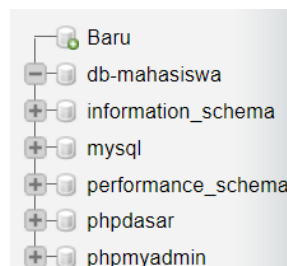 Baru
db-mahasiswa
information_schema
mysql
performance_schema
phpdasar
phpmyadmin